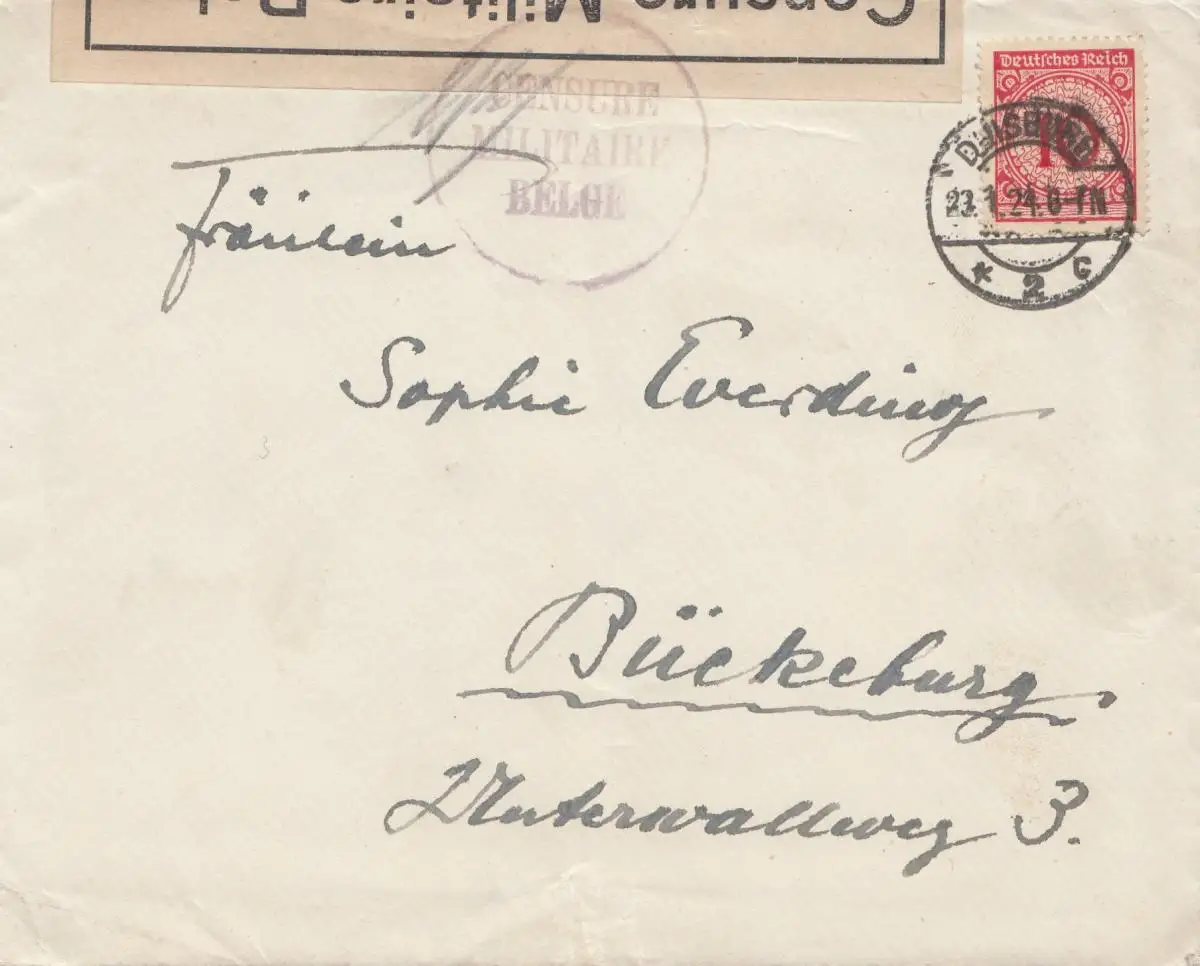 Censure Militaire Bel
CENSURE
MILITAIRE
BELGE
Deutsches Reich
10
DUISBURG
23.1.24.6-7N
* 2 c
Fräulein
Sophie Everding
Bückeburg
Unterwallweg 3.